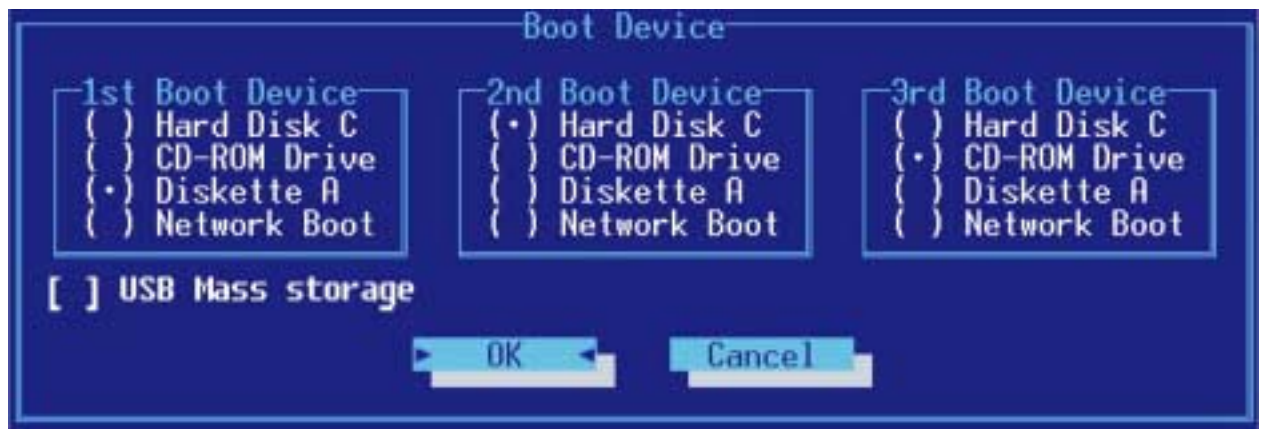 Boot Device
1st Boot Device
( ) Hard Disk C
( ) CD-ROM Drive
(·) Diskette A
( ) Network Boot
2nd Boot Device
(·) Hard Disk C
( ) CD-ROM Drive
( ) Diskette A
( ) Network Boot
3rd Boot Device
( ) Hard Disk C
(·) CD-ROM Drive
( ) Diskette A
( ) Network Boot
[ ] USB Mass storage
► OK ◄ Cancel